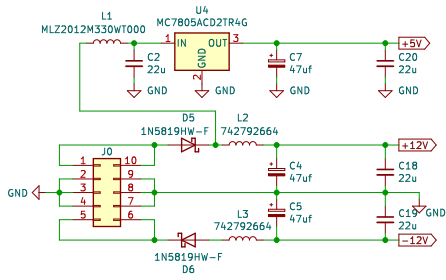 L1
MLZ2012M330WT000
U4
MC7805ACD2TR4G
1 IN OUT 3
GND
2
C2
22u
GND
GND
C7
47uf
GND
C20
22u
GND
+5V
D5
1N5819HW-F
L2
742792664
+12V
J0
1 10
2 9
3 8
4 7
5 6
GND
C4
47uf
C18
22u
C5
47uf
C19
22u
GND
L3
742792664
-12V
1N5819HW-F
D6